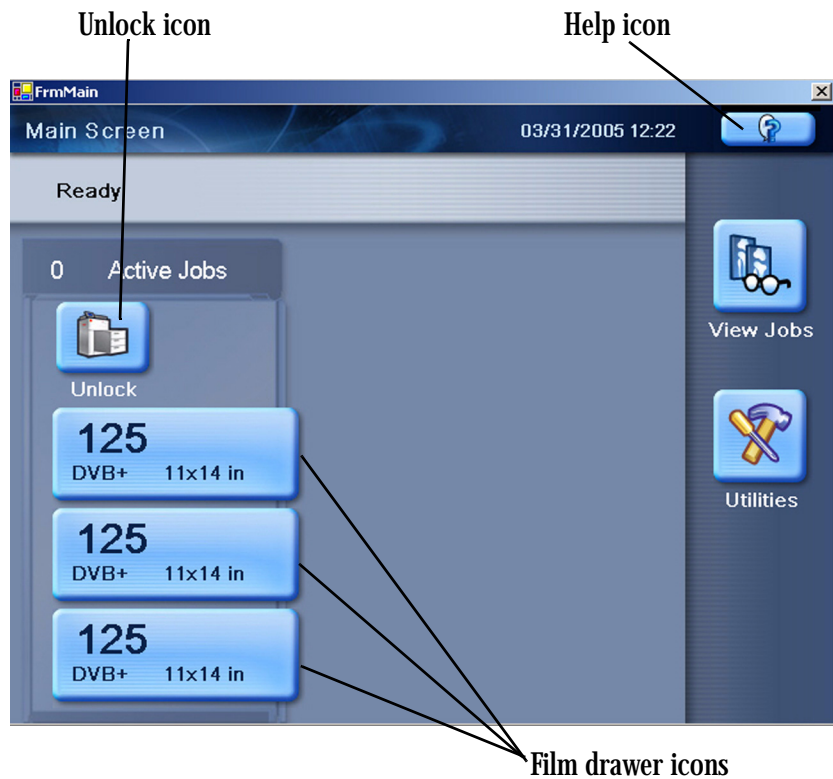 Unlock icon
Help icon
FrmMain
Main Screen
03/31/2005 12:22
Ready
0 Active Jobs
View Jobs
Unlock
125
DVB+ 11x14 in
Utilities
125
DVB+ 11x14 in
125
DVB+ 11x14 in
Film drawer icons